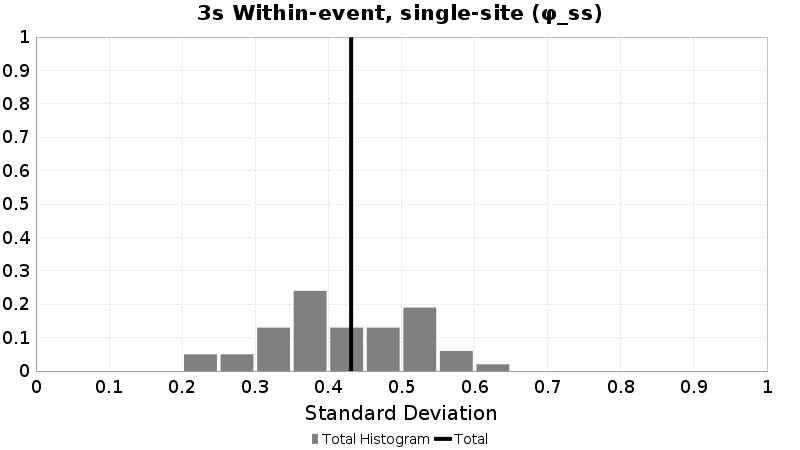 3s Within-event, single-site (φ_ss)
1
0.9
0.8
0.7
0.6
0.5
0.4
0.3
0.2
0.1
0
0 0.1 0.2 0.3 0.4 0.5 0.6 0.7 0.8 0.9 1
Standard Deviation
Total Histogram Total